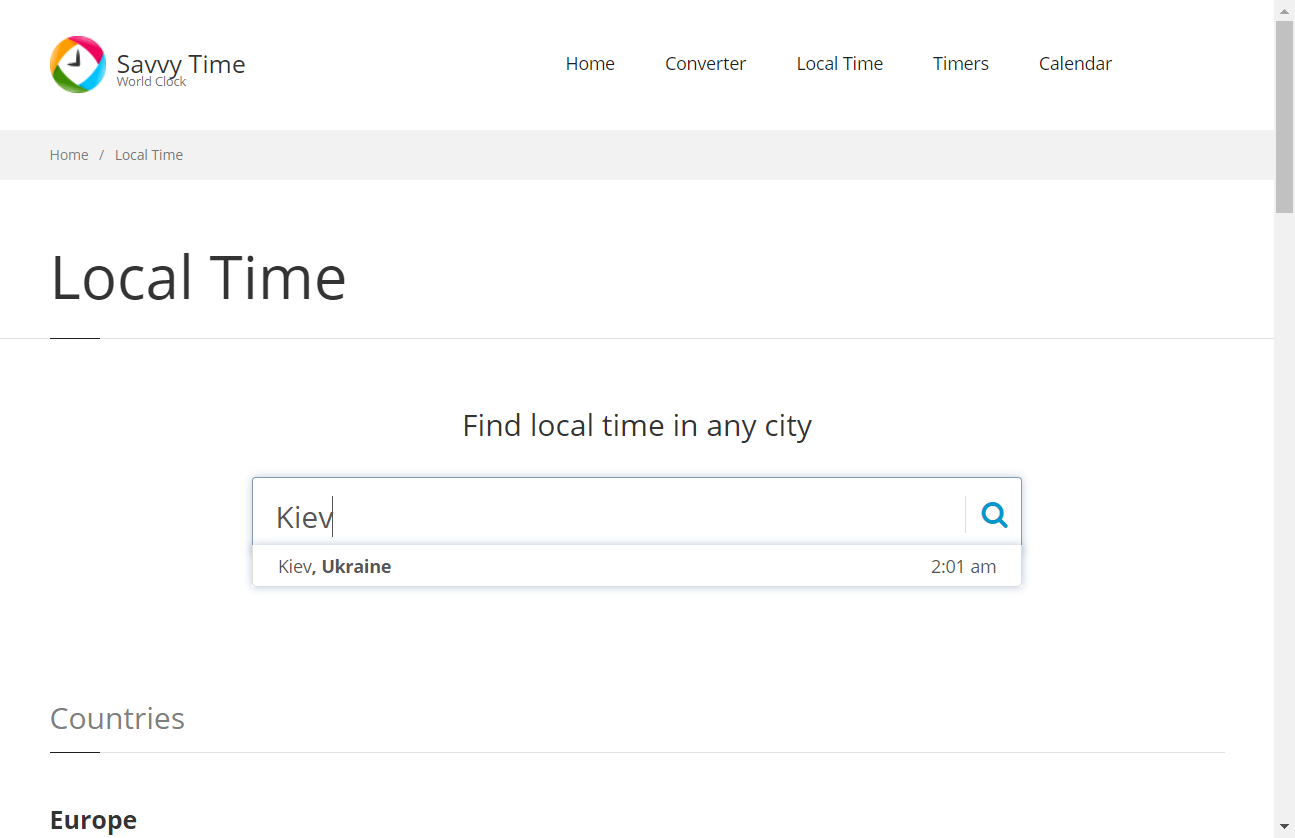 Savvy Time
World Clock
Home Converter Local Time Timers Calendar
Home / Local Time
Local Time
Find local time in any city
Kiev
Kiev, Ukraine 2:01 am
Countries
Europe